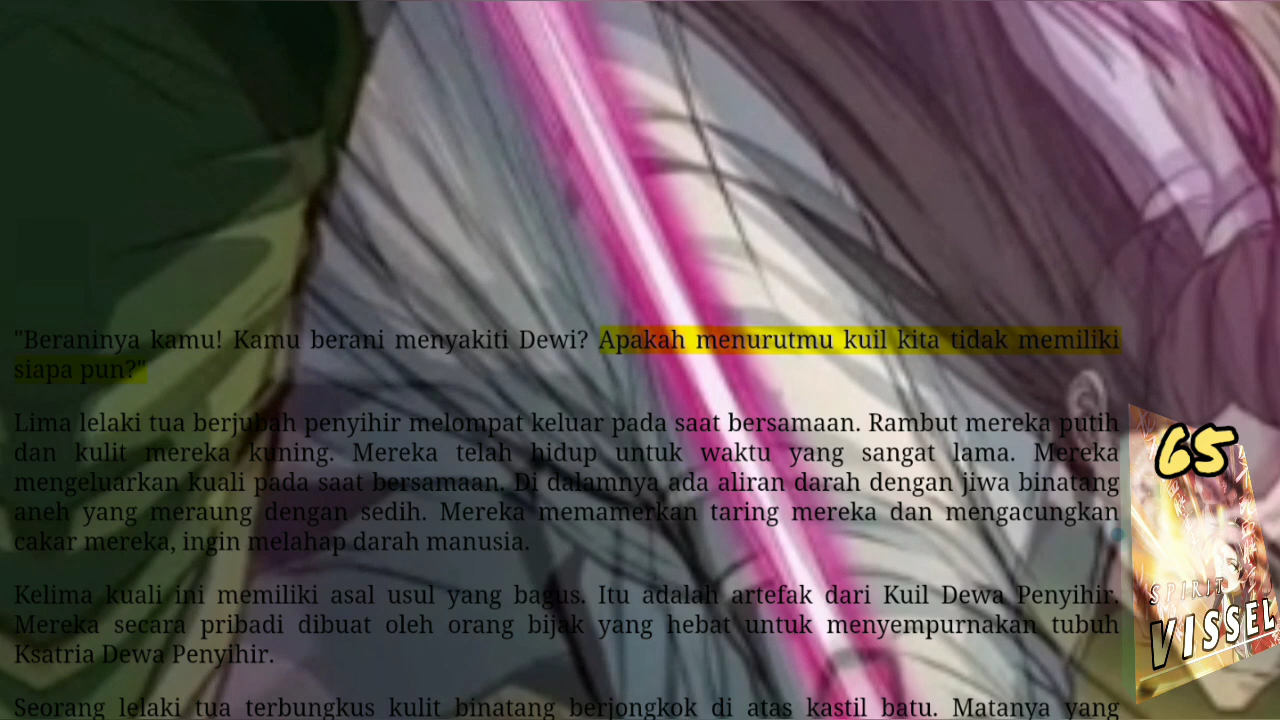 "Beraninya kamu! Kamu berani menyakiti Dewi? Apakah menurutmu kuil kita tidak memiliki
siapa pun?"
Lima lelaki tua berjubah penyihir melompat keluar pada saat bersamaan. Rambut mereka putih
dan kulit mereka kuning. Mereka telah hidup untuk waktu yang sangat lama. Mereka
mengeluarkan kuali pada saat bersamaan. Di dalamnya ada aliran darah dengan jiwa binatang
aneh yang meraung dengan sedih. Mereka memamerkan taring mereka dan mengacungkan
cakar mereka, ingin melahap darah manusia.
Kelima kuali ini memiliki asal usul yang bagus. Itu adalah artefak dari Kuil Dewa Penyihir.
Mereka secara pribadi dibuat oleh orang bijak yang hebat untuk menyempurnakan tubuh
Ksatria Dewa Penyihir.
Seorang lelaki tua terbungkus kulit binatang berjongkok di atas kastil batu. Matanya yang
65
SPIRIT
VISSEL